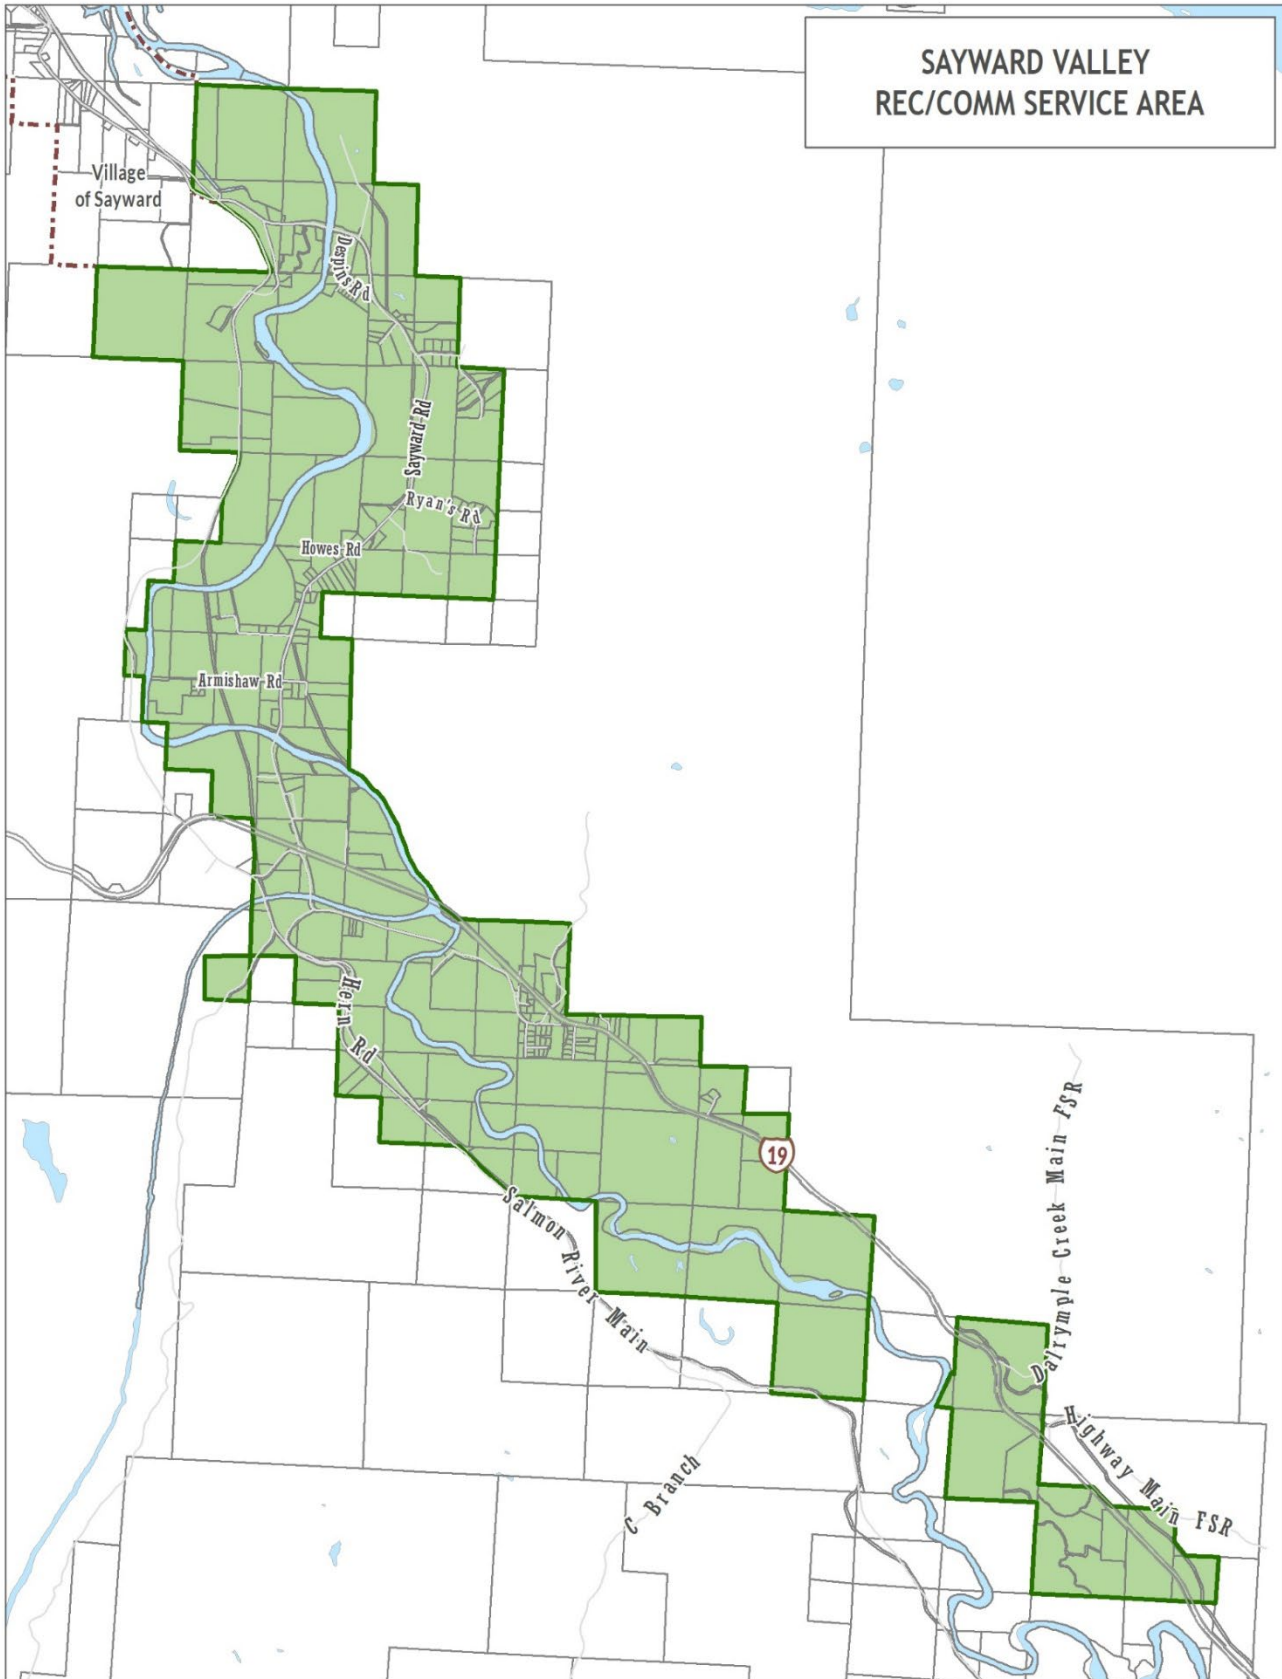 SAYWARD VALLEY
REC/COMM SERVICE AREA
Village
of Sayward
Despins Rd
Sayward Rd
Ryan's Rd
Howes Rd
Armishaw Rd
Hern Rd
19
Salmon River Main
Dalrymple Creek Main FSR
Highway Main FSR
C Branch